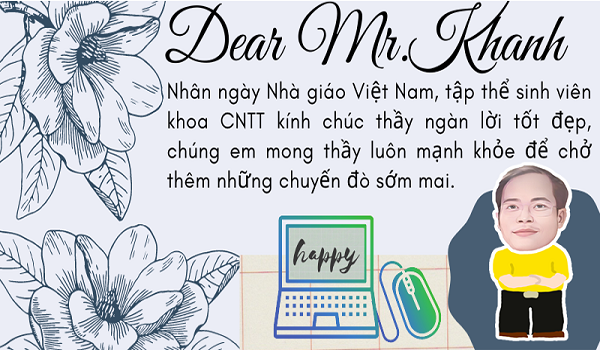 Dear Mr.Khanh
Nhân ngày Nhà giáo Việt Nam, tập thể sinh viên
khoa CNTT kính chúc thầy ngàn lời tốt đẹp,
chúng em mong thầy luôn mạnh khỏe để chở
thêm những chuyến đò sớm mai.
happy